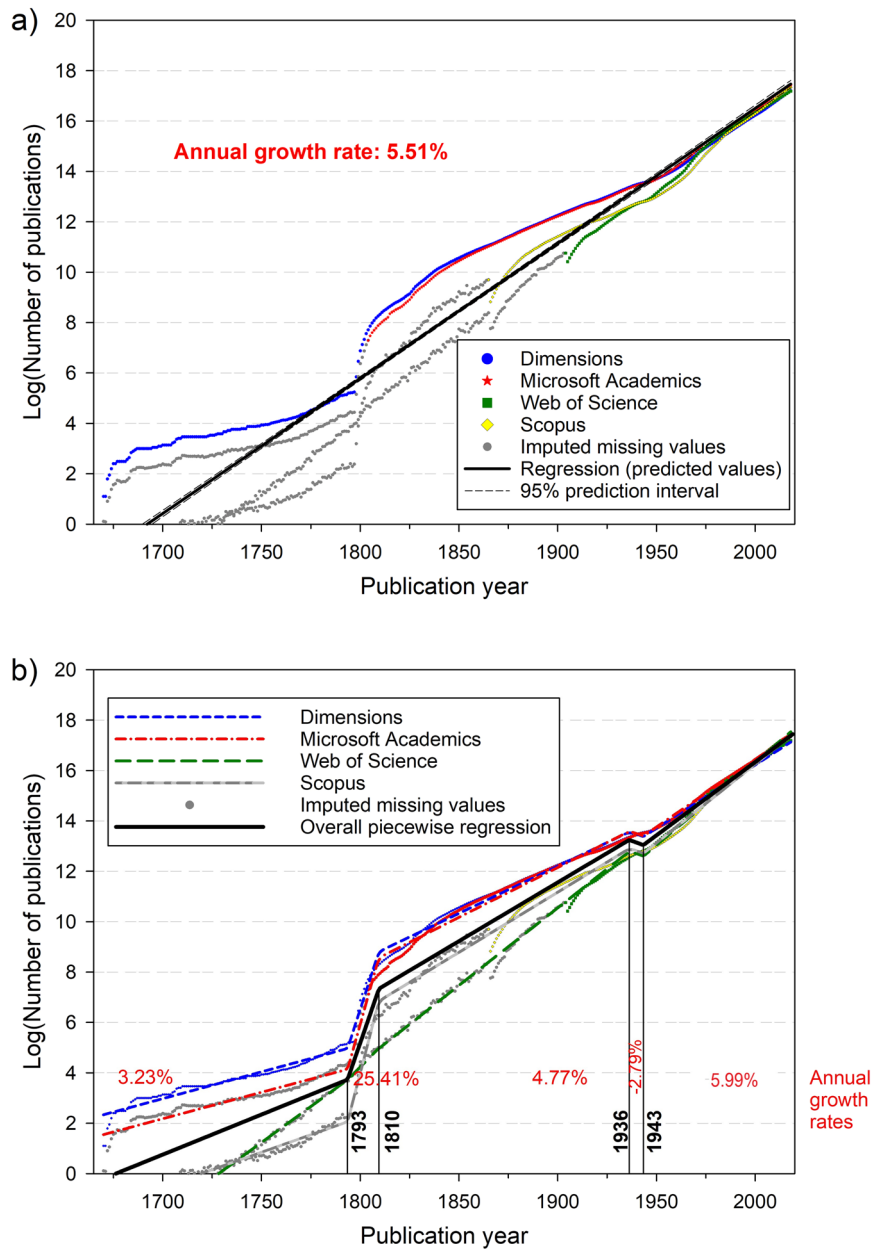 a)
Log(Number of publications)
20
18
16
14
12
10
8
6
4
2
0
Annual growth rate: 5.51%
Dimensions
Microsoft Academics
Web of Science
Scopus
Imputed missing values
Regression (predicted values)
95% prediction interval
1700 1750 1800 1850 1900 1950 2000
Publication year
b)
Log(Number of publications)
20
18
16
14
12
10
8
6
4
2
0
Dimensions
Microsoft Academics
Web of Science
Scopus
Imputed missing values
Overall piecewise regression
3.23% 25.41% 4.77% -2.79% 5.99%
Annual
growth
rates
1793 1810 1936 1943
1700 1750 1800 1850 1900 1950 2000
Publication year